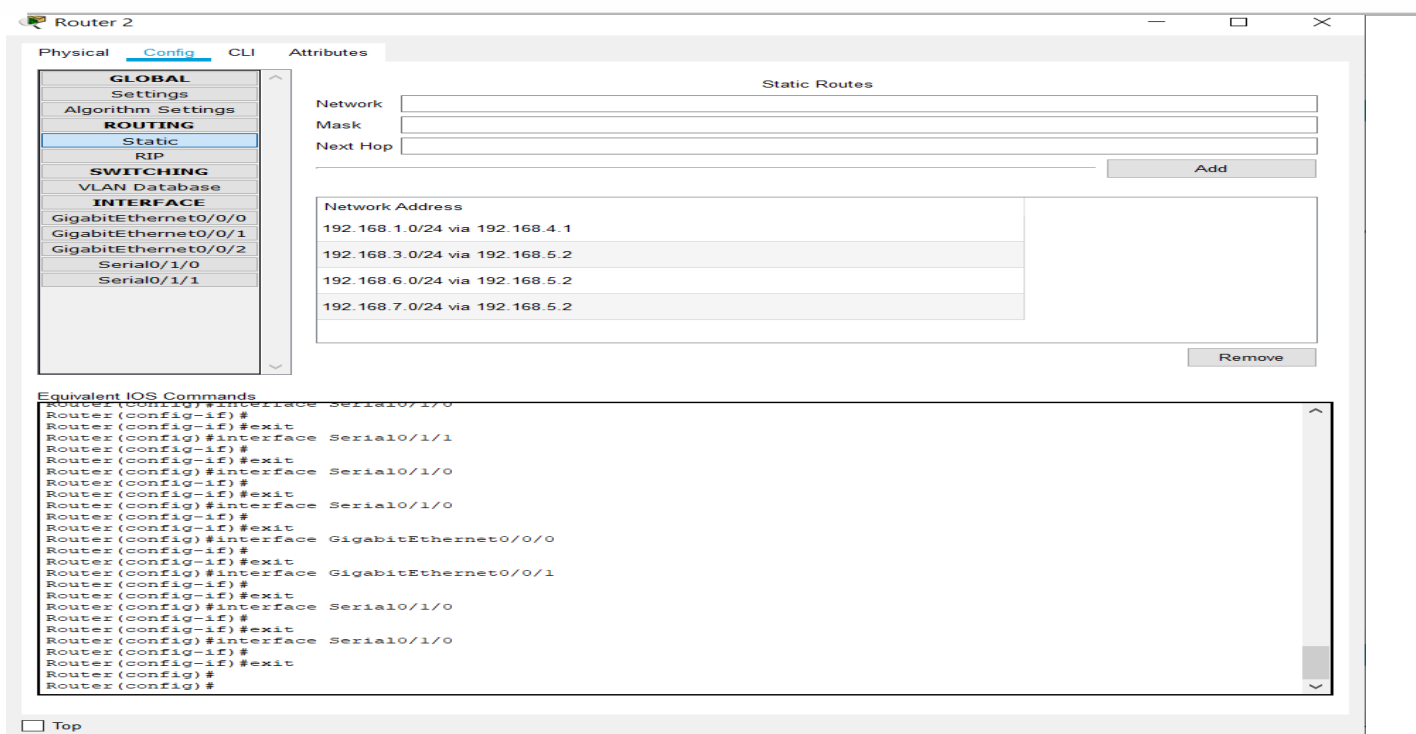 Router 2
Physical Config CLI Attributes
GLOBAL
Settings
Algorithm Settings
ROUTING
Static
RIP
SWITCHING
VLAN Database
INTERFACE
GigabitEthernet0/0/0
GigabitEthernet0/0/1
GigabitEthernet0/0/2
Serial0/1/0
Serial0/1/1
Static Routes
Network
Mask
Next Hop
Add
Network Address
192.168.1.0/24 via 192.168.4.1
192.168.3.0/24 via 192.168.5.2
192.168.6.0/24 via 192.168.5.2
192.168.7.0/24 via 192.168.5.2
Remove
Equivalent IOS Commands
Router(config)#interface Serial0/1/0
Router(config-if)#
Router(config-if)#exit
Router(config)#interface Serial0/1/1
Router(config-if)#
Router(config-if)#exit
Router(config)#interface Serial0/1/0
Router(config-if)#
Router(config-if)#exit
Router(config)#interface Serial0/1/0
Router(config-if)#
Router(config-if)#exit
Router(config)#interface GigabitEthernet0/0/0
Router(config-if)#
Router(config-if)#exit
Router(config)#interface GigabitEthernet0/0/1
Router(config-if)#
Router(config-if)#exit
Router(config)#interface Serial0/1/0
Router(config-if)#
Router(config-if)#exit
Router(config)#interface Serial0/1/0
Router(config-if)#
Router(config-if)#exit
Router(config)#
Router(config)#
Top